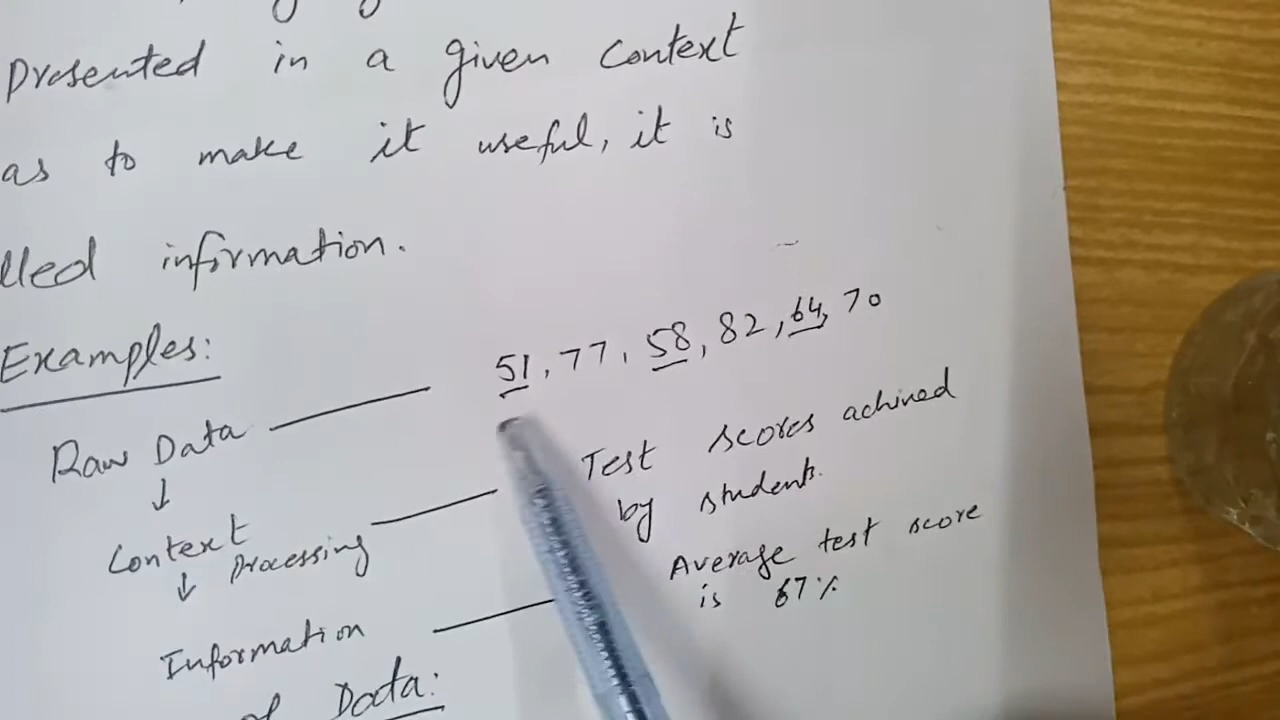 Presented in a given Context
as to make it useful, it is
lled information.
Examples:
Raw Data 51, 77, 58, 82, 64, 70
↓
Context Test scores achived
by students.
↓ Processing
Information Average test score
is 67%
of Data: